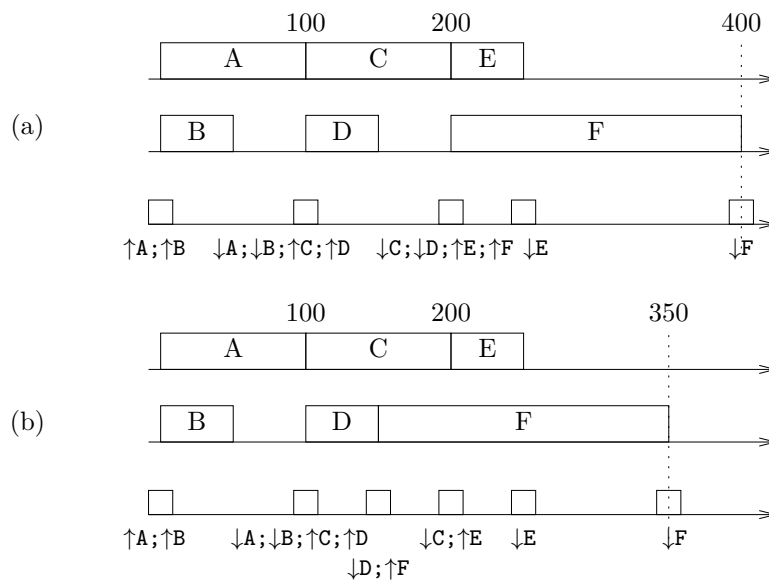 100 200 400
A C E
(a)
B D F
↑A;↑B ↓A;↓B;↑C;↑D ↓C;↓D;↑E;↑F ↓E ↓F
100 200 350
A C E
(b)
B D F
↑A;↑B ↓A;↓B;↑C;↑D ↓C;↑E ↓E ↓F
↓D;↑F